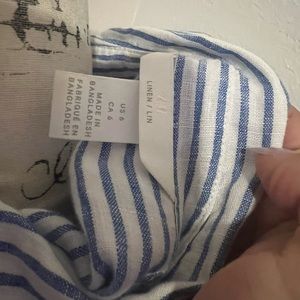 US 6
CA 6
MADE IN
BANGLADESH
FABRIQUÉ EN
BANGLADESH
LINEN / LIN